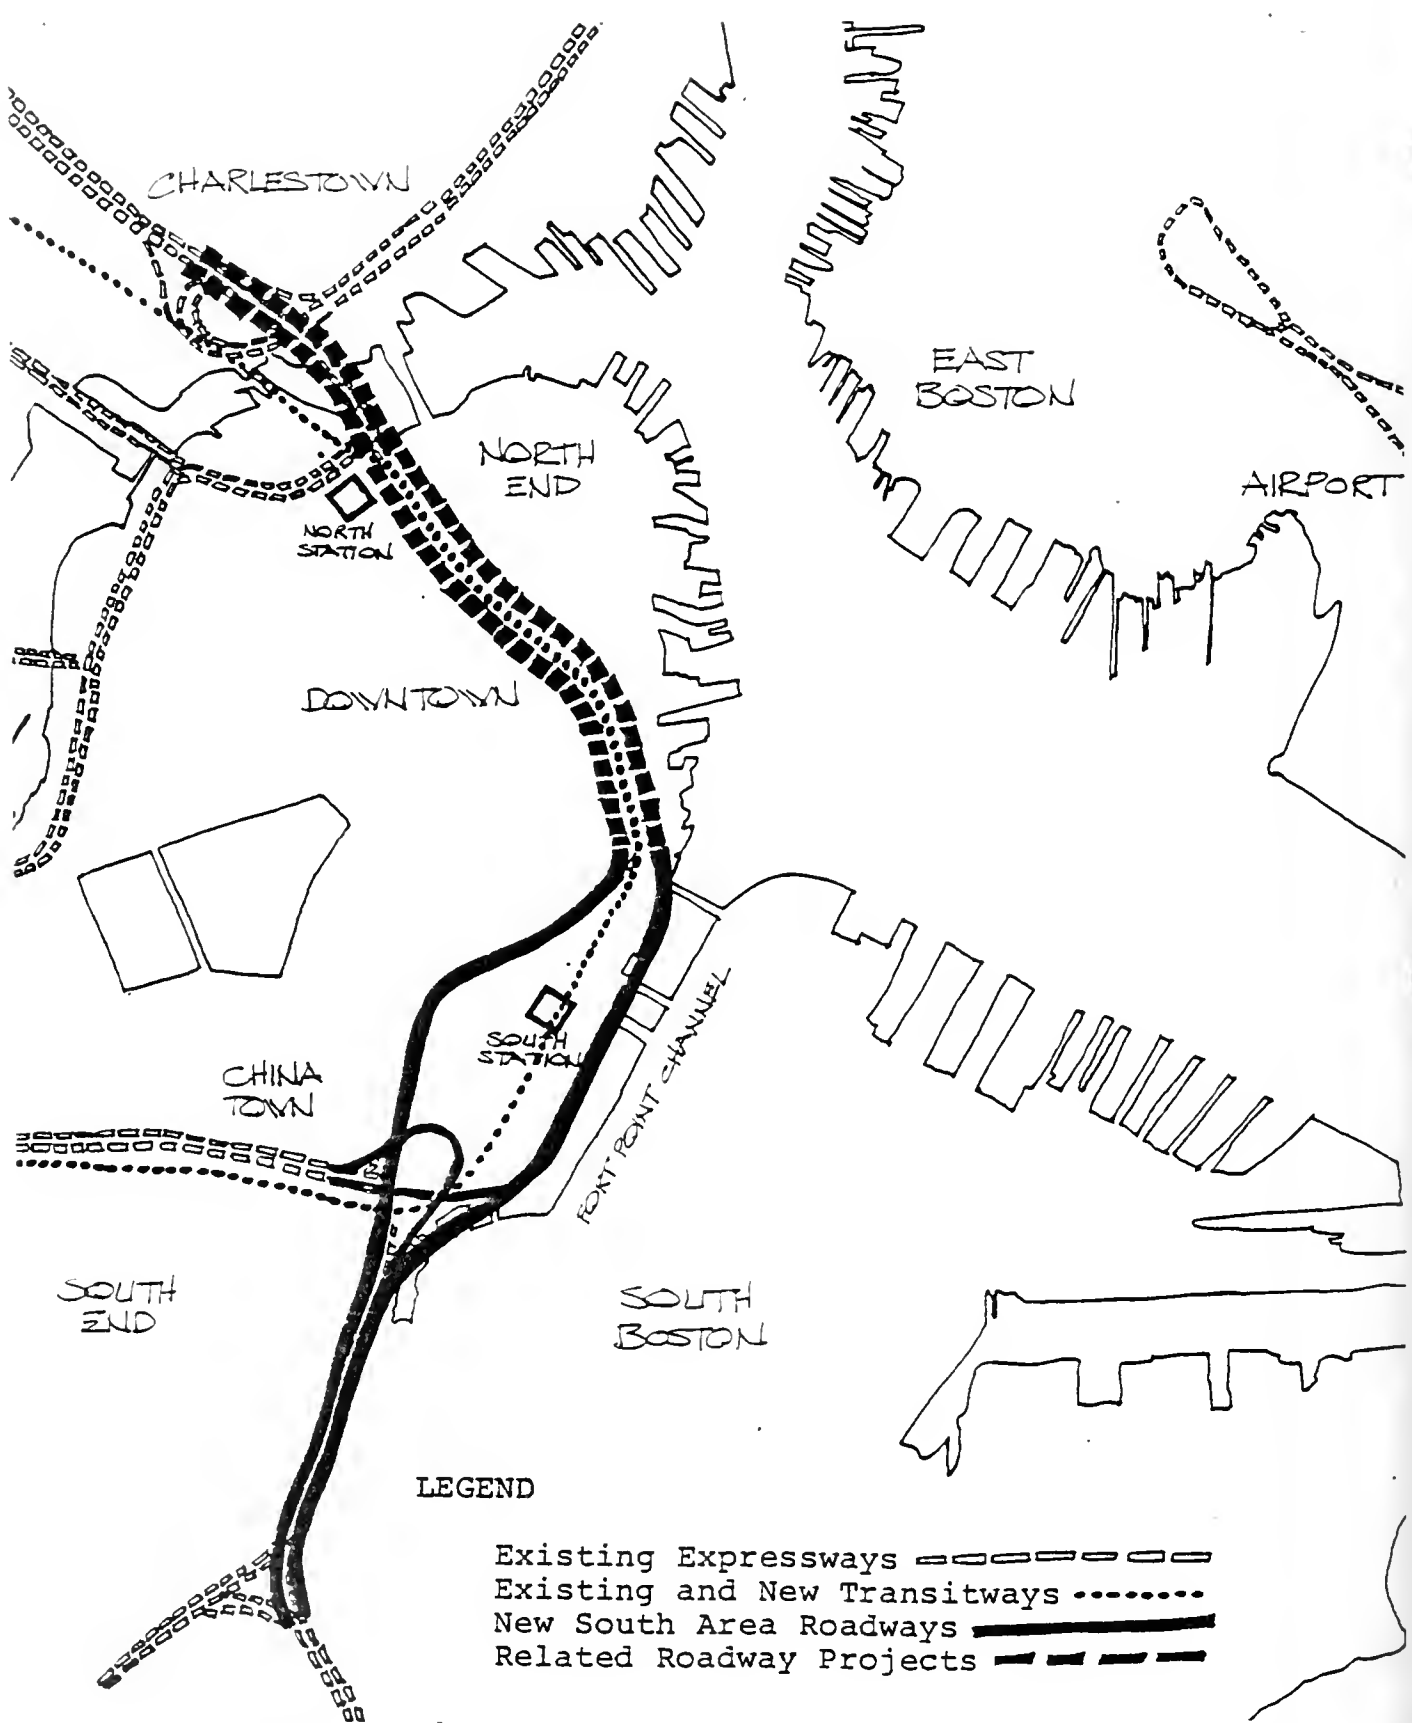 CHARLESTOWN
EAST
BOSTON
AIRPORT
NORTH
END
NORTH
STATION
DOWNTOWN
SOUTH
STATION
FORT POINT CHANNEL
CHINA
TOWN
SOUTH
END
SOUTH
BOSTON
LEGEND
Existing Expressways
Existing and New Transitways
New South Area Roadways
Related Roadway Projects